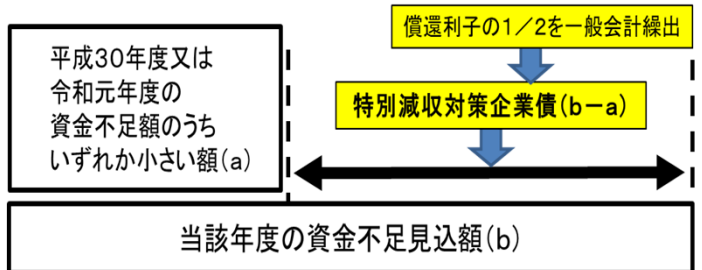 償還利子の1/2を一般会計繰出
平成30年度又は
令和元年度の
資金不足額のうち
いずれか小さい額(a)
特別減収対策企業債(b-a)
当該年度の資金不足見込額(b)